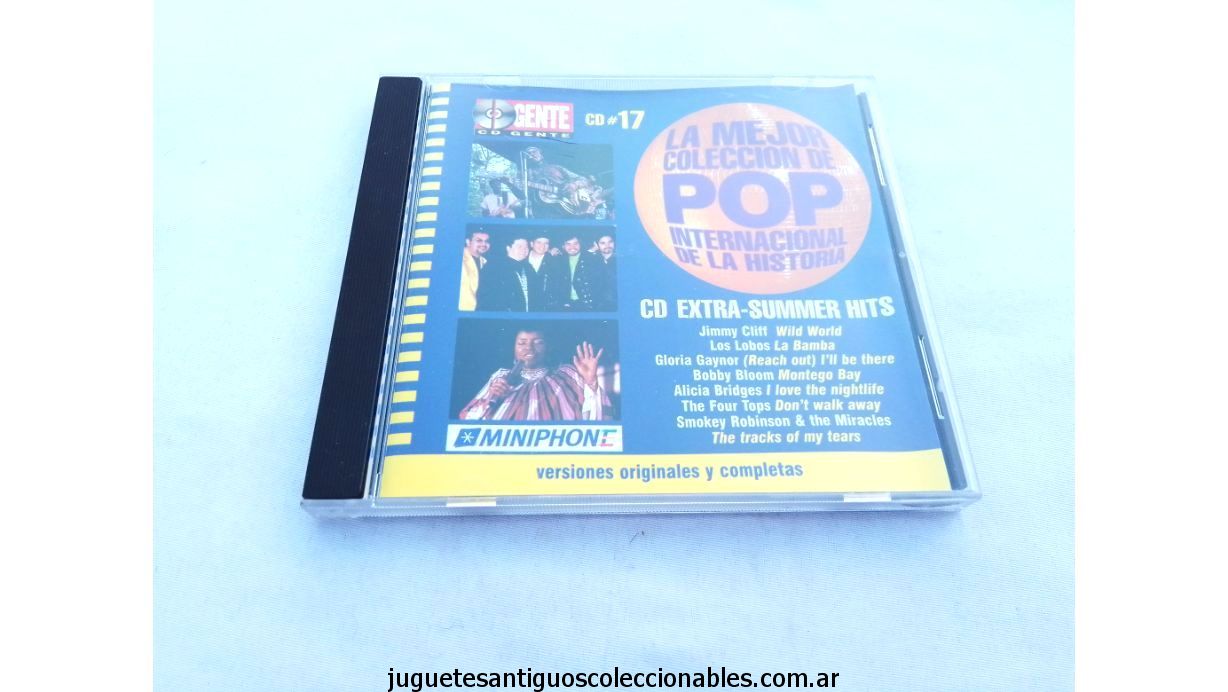 GENTE
CD GENTE
CD #17
LA MEJOR
COLECCION DE
POP
INTERNACIONAL
DE LA HISTORIA
CD EXTRA-SUMMER HITS
Jimmy Cliff Wild World
Los Lobos La Bamba
Gloria Gaynor (Reach out) I'll be there
Bobby Bloom Montego Bay
Alicia Bridges I love the nightlife
The Four Tops Don't walk away
Smokey Robinson & the Miracles
The tracks of my tears
MINIPHONE
versiones originales y completas
juguetesantiguoscoleccionables.com.ar